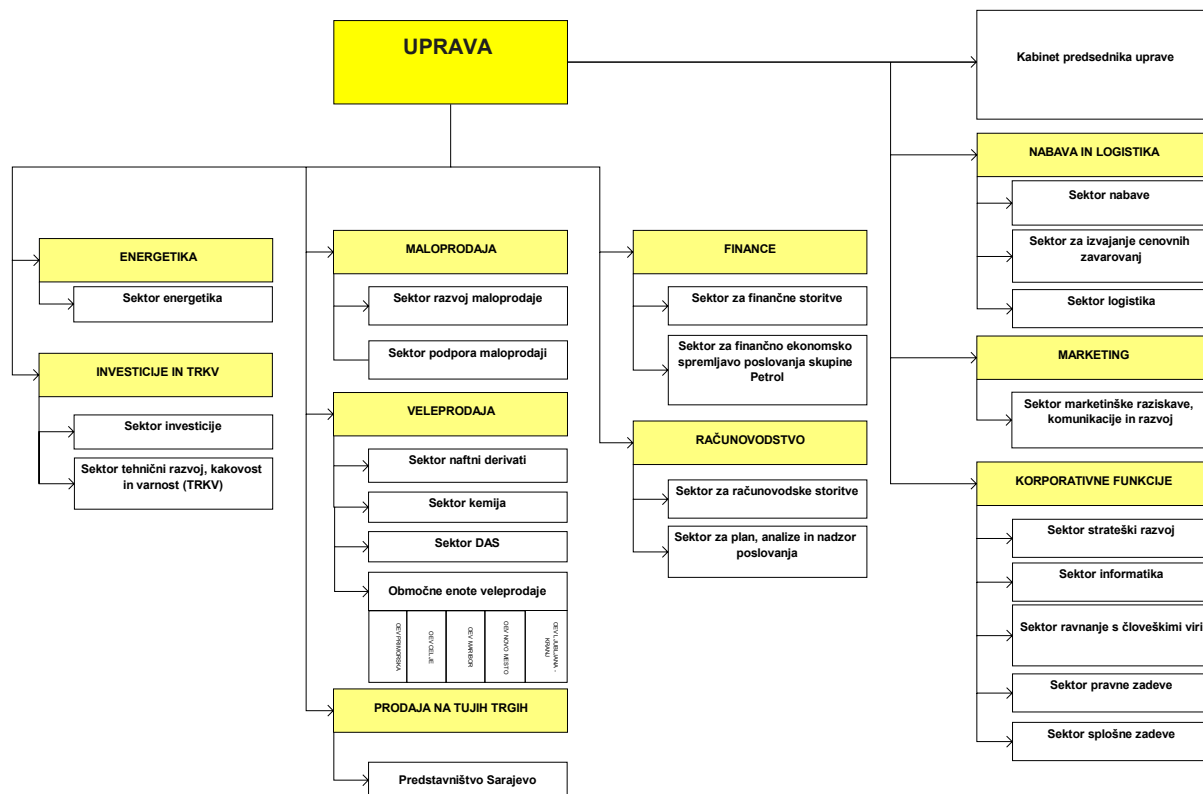 UPRAVA
Kabinet predsednika uprave
NABAVA IN LOGISTIKA
Sektor nabave
Sektor za izvajanje cenovnih
zavarovanj
Sektor logistika
MARKETING
Sektor marketinške raziskave,
komunikacije in razvoj
KORPORATIVNE FUNKCIJE
Sektor strateški razvoj
Sektor informatika
Sektor ravnanje s človeškimi viri
Sektor pravne zadeve
Sektor splošne zadeve
ENERGETIKA
Sektor energetika
INVESTICIJE IN TRKV
Sektor investicije
Sektor tehnični razvoj, kakovost
in varnost (TRKV)
MALOPRODAJA
Sektor razvoj maloprodaje
Sektor podpora maloprodaji
VELEPRODAJA
Sektor naftni derivati
Sektor kemija
Sektor DAS
Območne enote veleprodaje
OEV PRIMORSKA
OEV CELJE
OEV MARIBOR
OEV NOVO MESTO
OEV LJUBLJANA -
KRANJ
PRODAJA NA TUJIH TRGIH
Predstavništvo Sarajevo
FINANCE
Sektor za finančne storitve
Sektor za finančno ekonomsko
spremljavo poslovanja skupine
Petrol
RAČUNOVODSTVO
Sektor za računovodske storitve
Sektor za plan, analize in nadzor
poslovanja